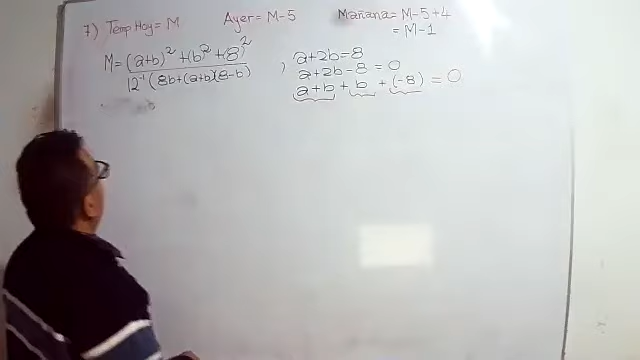 7) Temp Hoy = M Ayer = M-5 Mañana = M-5+4
= M-1
M = (a+b)² + (b² + (8)²
12⁻¹ (8b+(a+b)(8-b)
, a+2b=8
a+2b-8=0
a+b + b + (-8) = 0